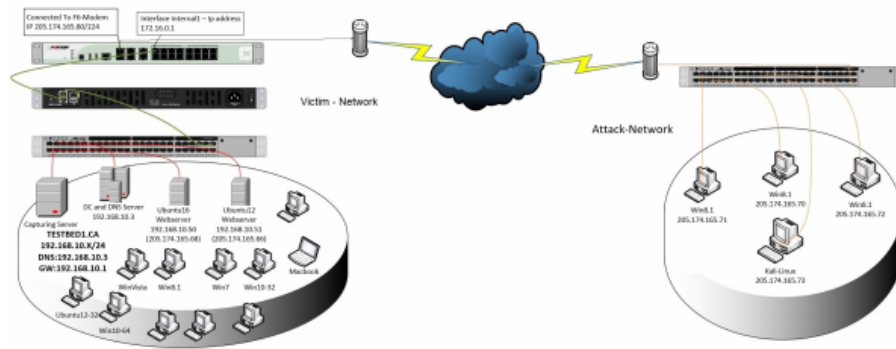 Connected To F6-Modem
IP 205.174.165.80/224
Interface Internal1 – Ip address
172.16.0.1
Victim - Network
Attack-Network
Capturing Server
DC and DNS Server
192.168.10.3
Ubuntu16
Webserver
192.168.10.50
(205.174.165.68)
Ubuntu12
Webserver
192.168.10.51
(205.174.165.66)
TESTBED1.CA
192.168.10.X/24
DNS:192.168.10.3
GW:192.168.10.1
Macbook
WinVista
Win8.1
Win7
Win10-32
Ubuntu12-32
Win10-64
Win8.1
205.174.165.71
Win8.1
205.174.165.70
Win8.1
205.174.165.72
Kali-Linux
205.174.165.73